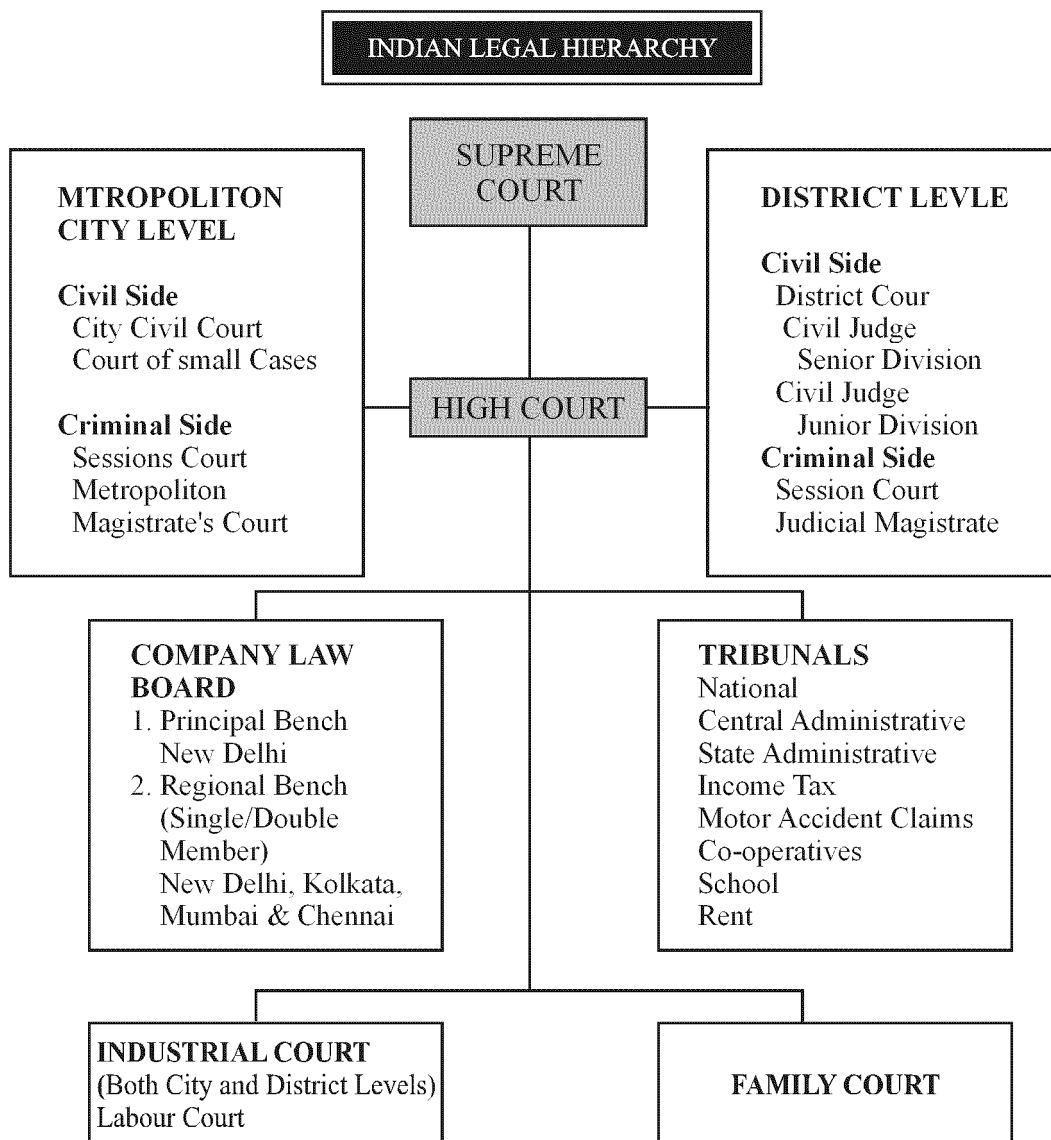 INDIAN LEGAL HIERARCHY
SUPREME
COURT
MTROPOLITON
CITY LEVEL
Civil Side
City Civil Court
Court of small Cases
Criminal Side
Sessions Court
Metropoliton
Magistrate's Court
HIGH COURT
DISTRICT LEVLE
Civil Side
District Cour
Civil Judge
Senior Division
Civil Judge
Junior Division
Criminal Side
Session Court
Judicial Magistrate
COMPANY LAW
BOARD
1. Principal Bench
New Delhi
2. Regional Bench
(Single/Double
Member)
New Delhi, Kolkata,
Mumbai & Chennai
TRIBUNALS
National
Central Administrative
State Administrative
Income Tax
Motor Accident Claims
Co-operatives
School
Rent
INDUSTRIAL COURT
(Both City and District Levels)
Labour Court
FAMILY COURT